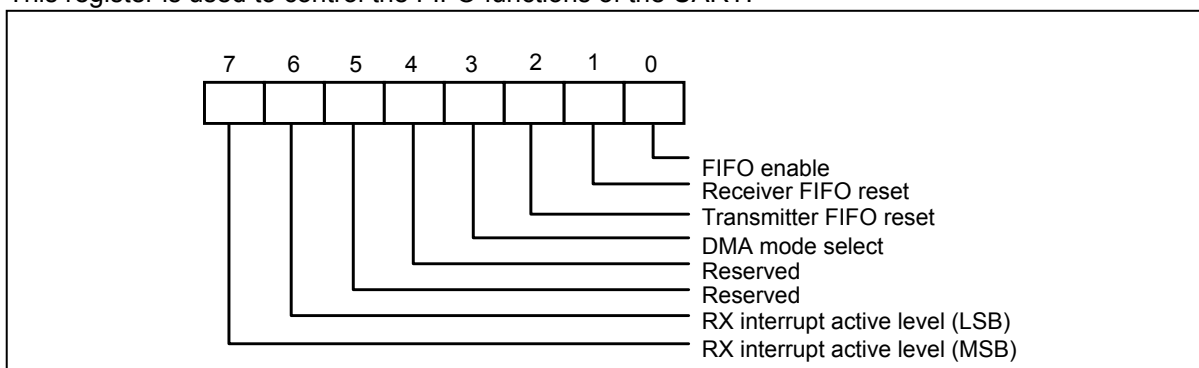 This register is used to control the FIFO functions of the UART.
7 6 5 4 3 2 1 0
FIFO enable
Receiver FIFO reset
Transmitter FIFO reset
DMA mode select
Reserved
Reserved
RX interrupt active level (LSB)
RX interrupt active level (MSB)